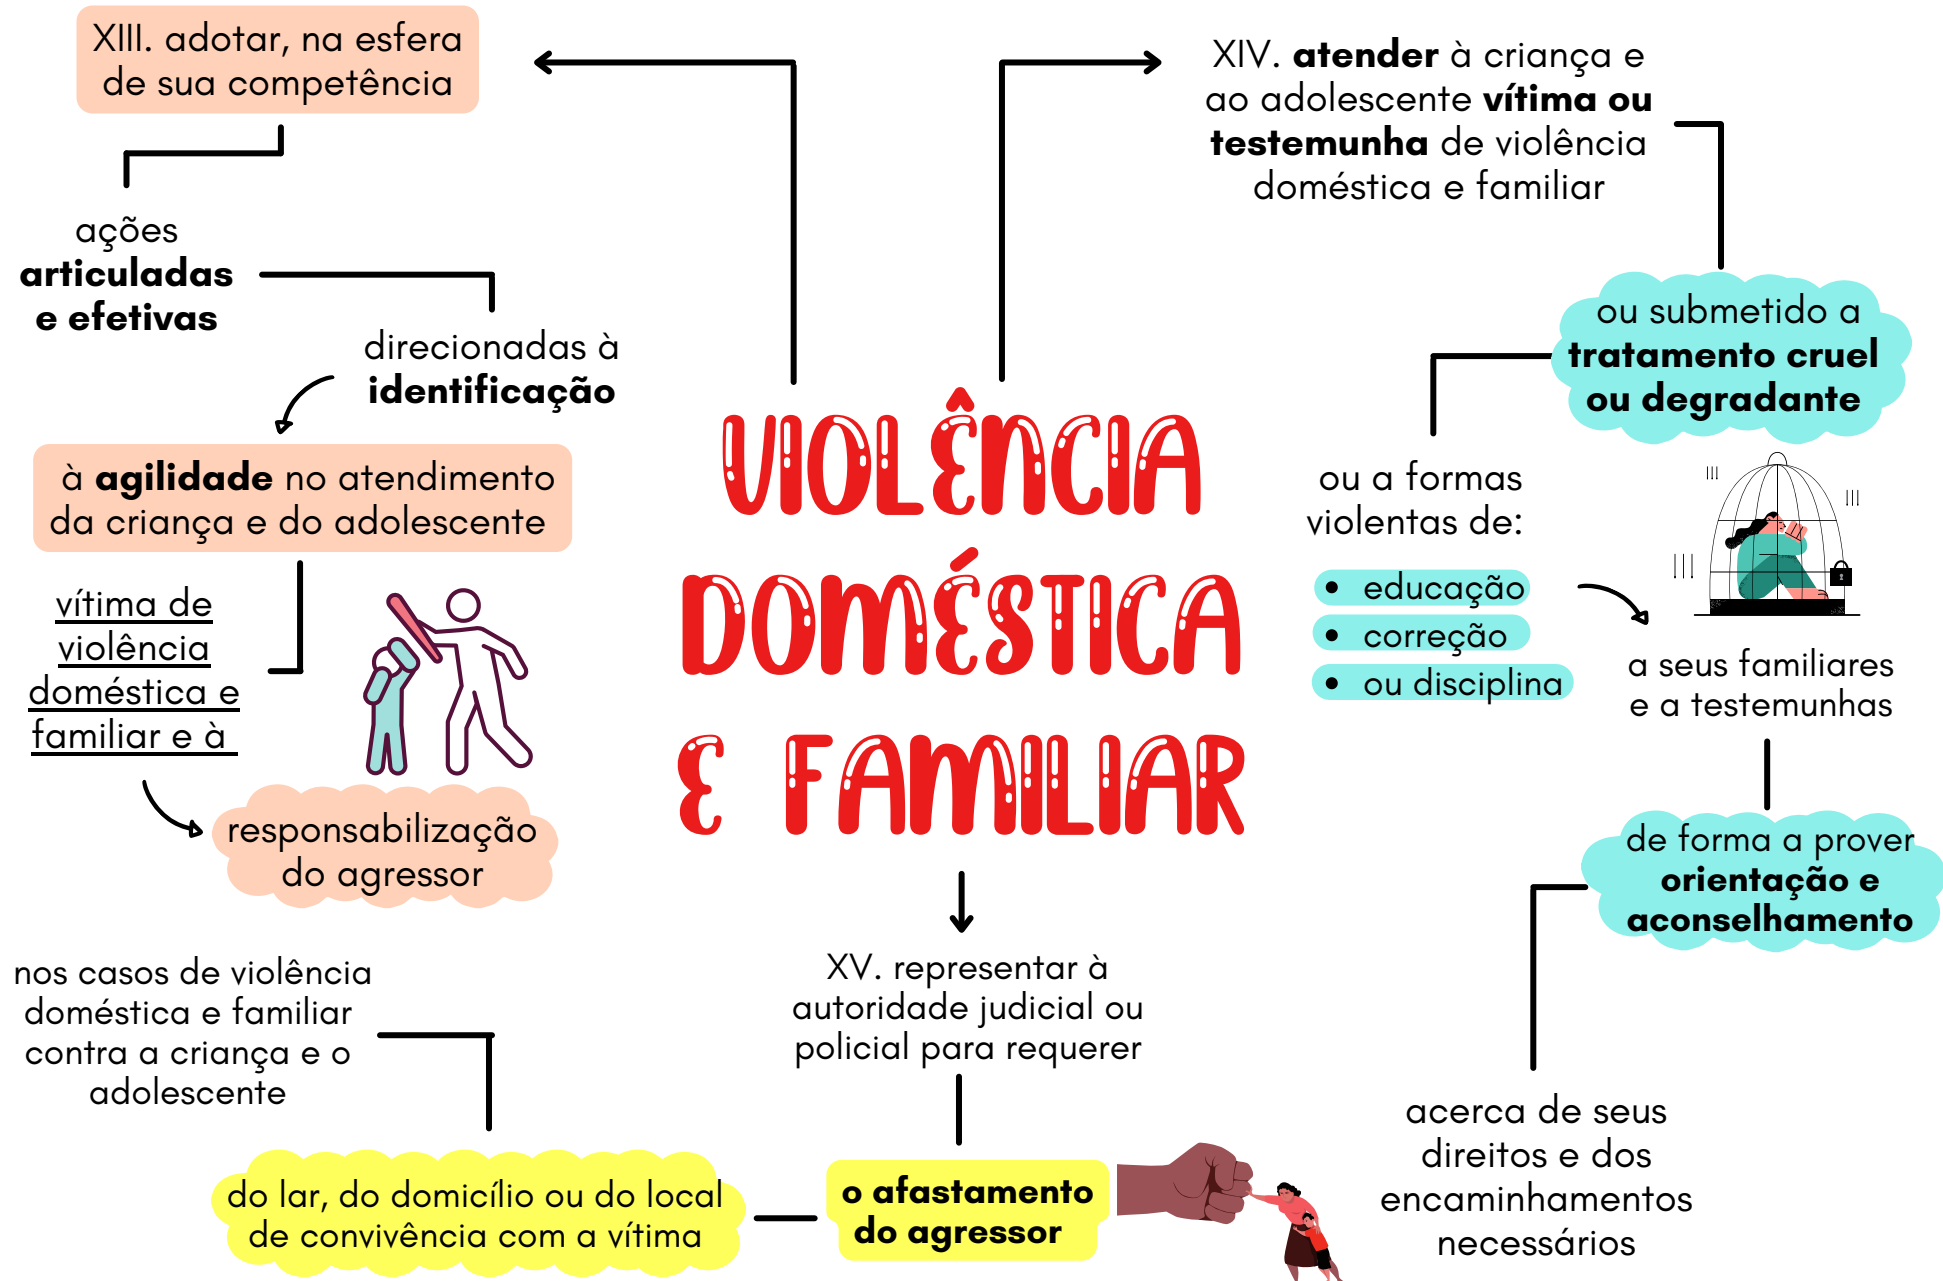 VIOLÊNCIA
DOMÉSTICA
E FAMILIAR
XIII. adotar, na esfera
de sua competência
ações
articuladas
e efetivas
direcionadas à
identificação
à agilidade no atendimento
da criança e do adolescente
vítima de
violência
doméstica e
familiar e à
responsabilização
do agressor
XIV. atender à criança e
ao adolescente vítima ou
testemunha de violência
doméstica e familiar
ou submetido a
tratamento cruel
ou degradante
ou a formas
violentas de:
• educação
• correção
• ou disciplina
a seus familiares
e a testemunhas
de forma a prover
orientação e
aconselhamento
acerca de seus
direitos e dos
encaminhamentos
necessários
XV. representar à
autoridade judicial ou
policial para requerer
o afastamento
do agressor
do lar, do domicílio ou do local
de convivência com a vítima
nos casos de violência
doméstica e familiar
contra a criança e o
adolescente